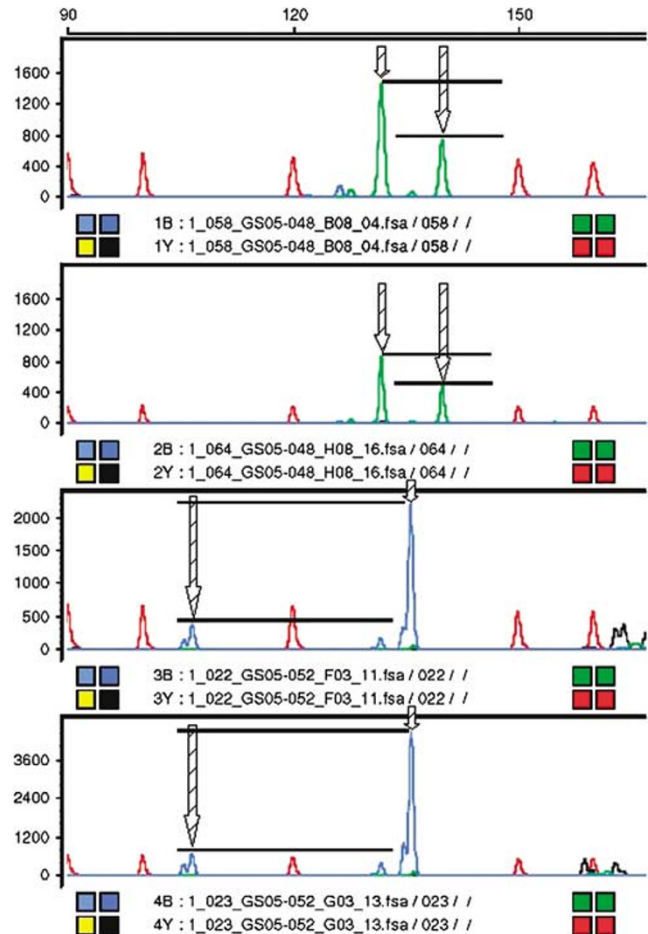 90 120 150
1600
1200
800
400
0
1B : 1_058_GS05-048_B08_04.fsa / 058 / /
1Y : 1_058_GS05-048_B08_04.fsa / 058 / /
1600
1200
800
400
0
2B : 1_064_GS05-048_H08_16.fsa / 064 / /
2Y : 1_064_GS05-048_H08_16.fsa / 064 / /
2000
1500
1000
500
0
3B : 1_022_GS05-052_F03_11.fsa / 022 / /
3Y : 1_022_GS05-052_F03_11.fsa / 022 / /
3600
2400
1200
0
4B : 1_023_GS05-052_G03_13.fsa / 023 / /
4Y : 1_023_GS05-052_G03_13.fsa / 023 / /